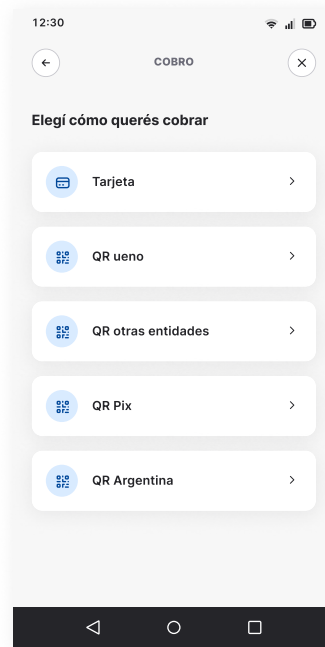 12:30
COBRO
Elegí cómo querés cobrar
Tarjeta
QR ueno
QR otras entidades
QR Pix
QR Argentina